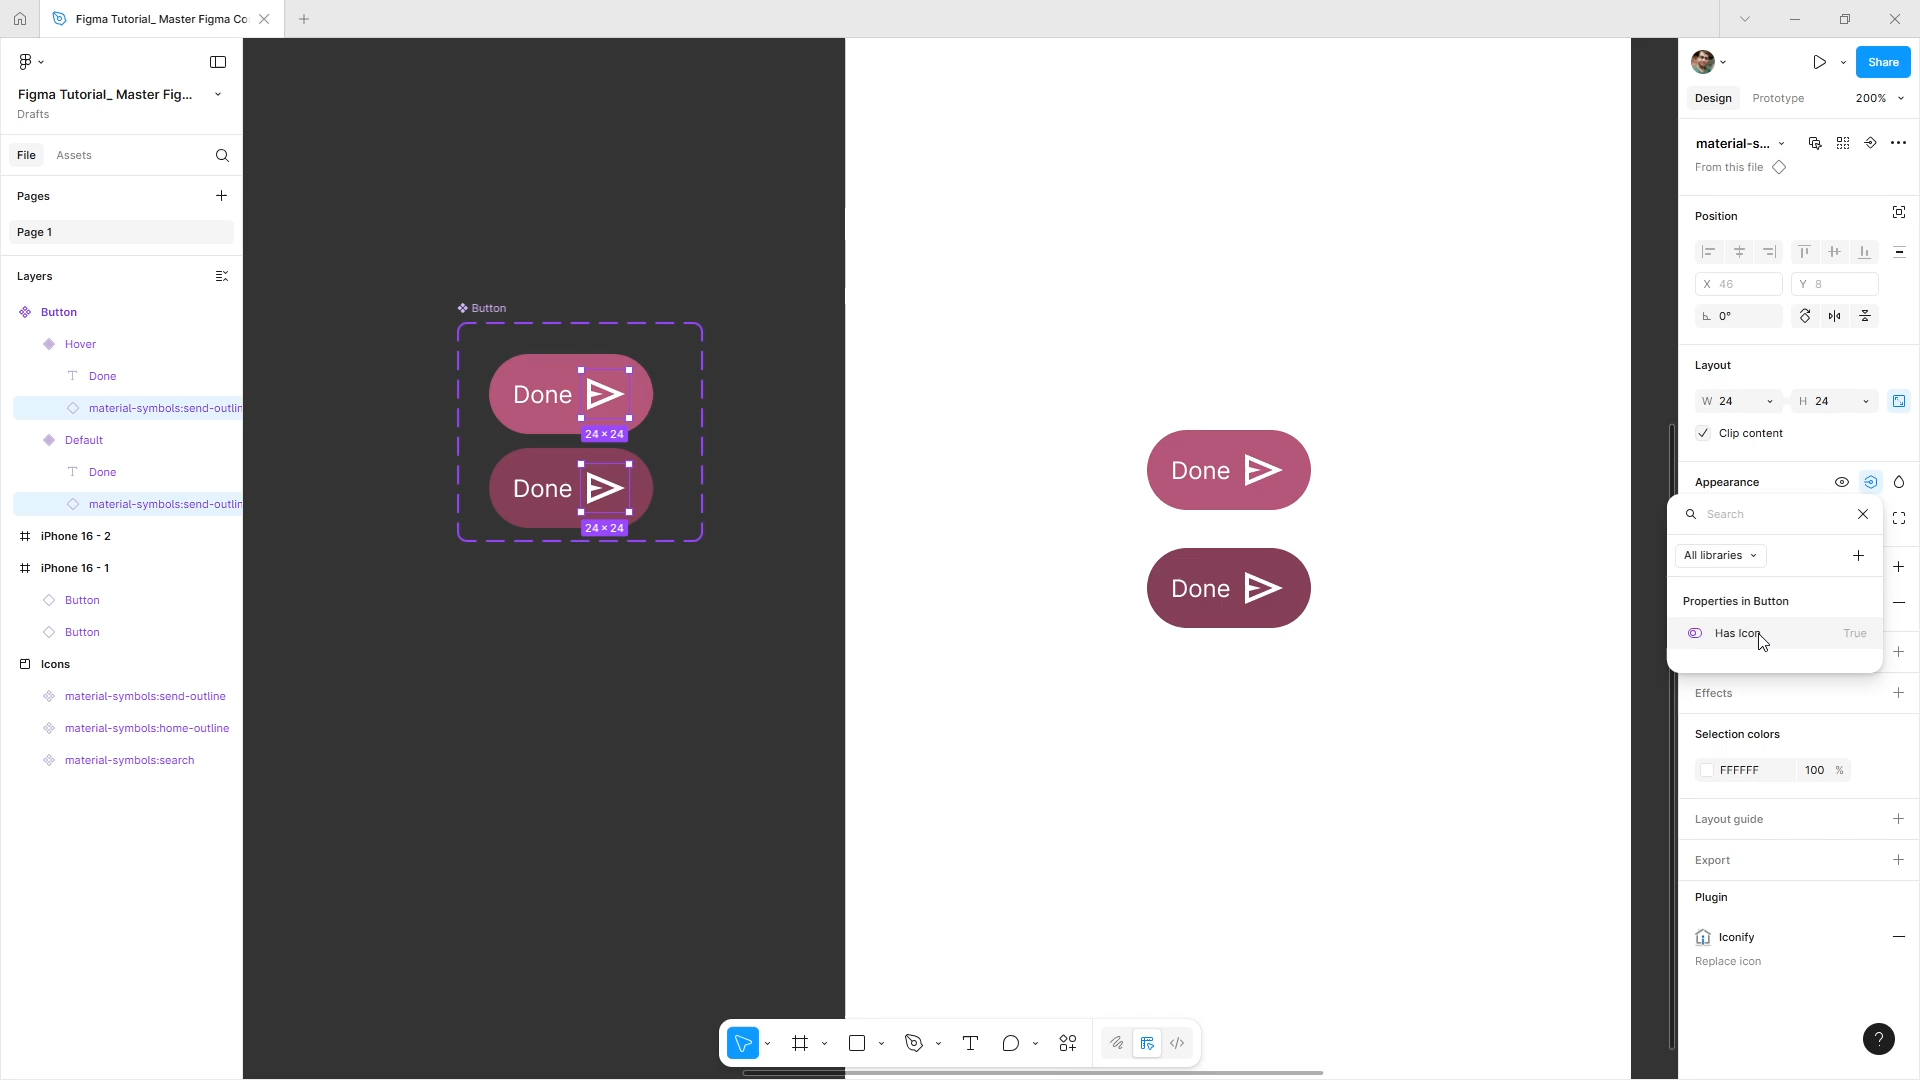 Figma Tutorial_ Master Figma Co
Figma Tutorial_ Master Fig...
Drafts
File
Assets
Pages
Page 1
Layers
Button
Hover
Done
material-symbols:send-outlin
Default
Done
material-symbols:send-outlin
iPhone 16 - 2
iPhone 16 - 1
Button
Button
Icons
material-symbols:send-outline
material-symbols:home-outline
material-symbols:search
Button
Done
24 × 24
Done
24 × 24
Done
Done
Share
Design
Prototype
200%
material-s...
From this file
Position
X 46
Y 8
0°
Layout
W 24
H 24
Clip content
Appearance
Search
All libraries
Properties in Button
Has Icon
True
Effects
Selection colors
FFFFFF
100 %
Layout guide
Export
Plugin
Iconify
Replace icon
?